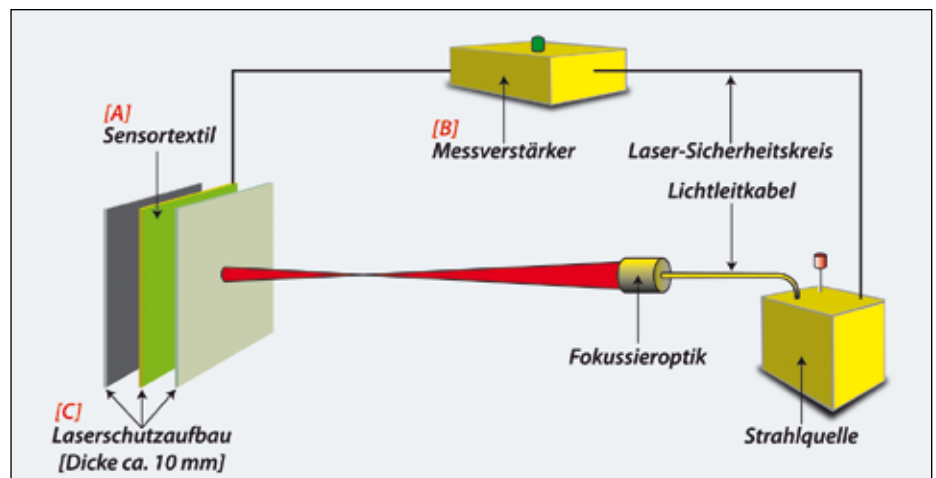 [A]
Sensortextil
[B]
Messverstärker
Laser-Sicherheitskreis
Lichtleitkabel
Fokussieroptik
[C]
Laserschutzaufbau
[Dicke ca. 10 mm]
Strahlquelle